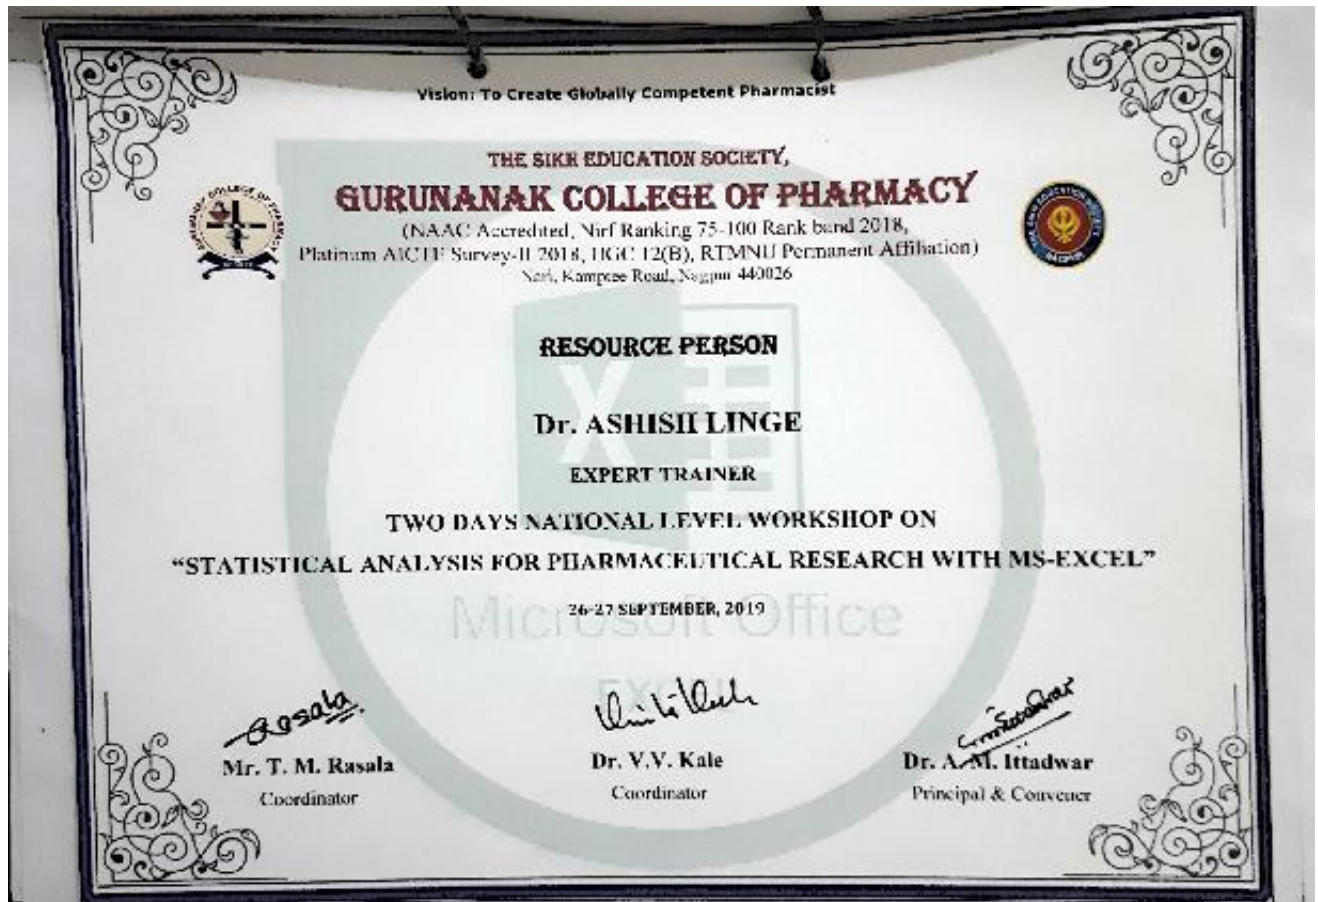 Vision: To Create Globally Competent Pharmacist
THE SIKH EDUCATION SOCIETY,
GURUNANAK COLLEGE OF PHARMACY
(NAAC Accredited, Nirf Ranking 75-100 Rank band 2018,
Platinum AICTE Survey-II 2018, UGC 12(B), RTMNU Permanent Affiliation)
Nari, Kamptee Road, Nagpur 440026
RESOURCE PERSON
Dr. ASHISH LINGE
EXPERT TRAINER
TWO DAYS NATIONAL LEVEL WORKSHOP ON
"STATISTICAL ANALYSIS FOR PHARMACEUTICAL RESEARCH WITH MS-EXCEL"
26-27 SEPTEMBER, 2019
Microsoft Office
EXCEL
Rasala
Mr. T. M. Rasala
Dr. V.V. Kale
Dr. A. M. Ittadwar
Coordinator
Coordinator
Principal & Convener